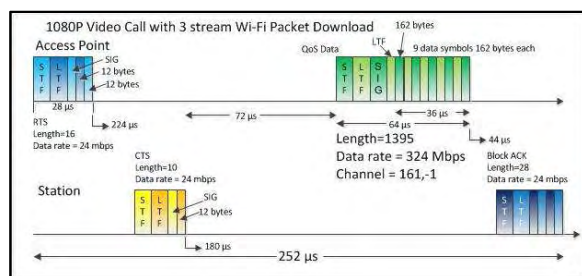 1080P Video Call with 3 stream Wi-Fi Packet Download
Access Point
SIG
12 bytes
12 bytes
S T F
L T F
28 µs
224 µs
RTS
Length=16
Data rate = 24 mbps
72 µs
QoS Data
LTF
162 bytes
9 data symbols 162 bytes each
S T F
L T F
S I G
36 µs
64 µs
44 µs
Length=1395
Data rate = 324 Mbps
Channel = 161,-1
CTS
Length=10
Data rate = 24 mbps
Block ACK
Length=28
Data rate = 24 mbps
Station
S T F
L T F
SIG
12 bytes
180 µs
S T F
L T F
252 µs